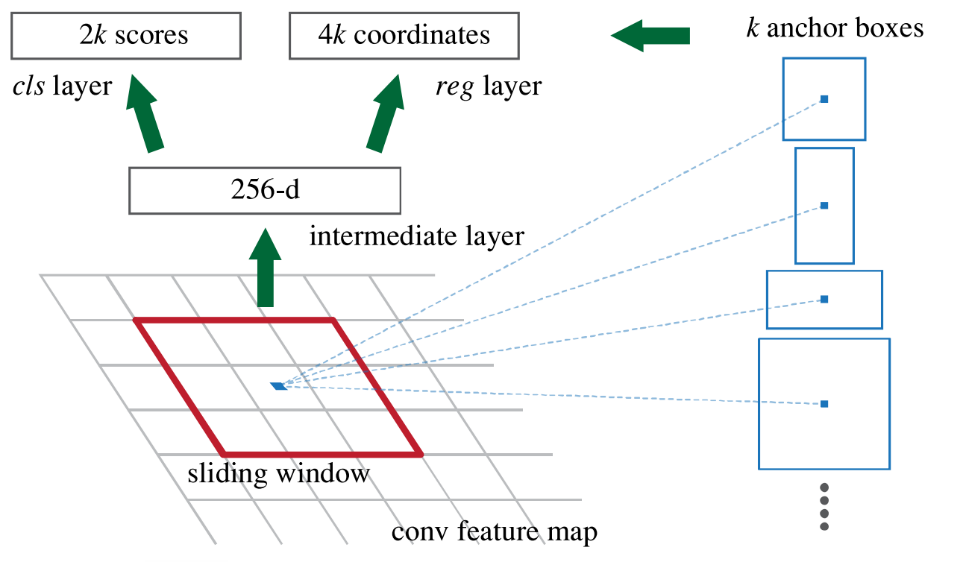 2k scores
4k coordinates
k anchor boxes
cls layer
reg layer
256-d
intermediate layer
sliding window
conv feature map